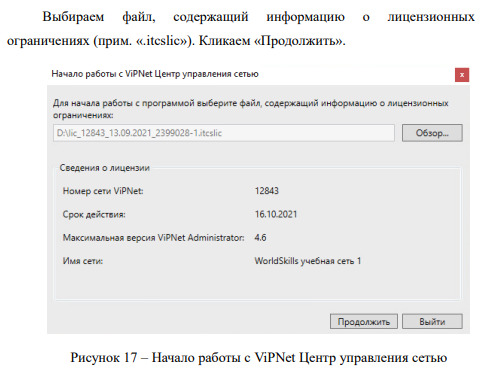 Выбираем файл, содержащий информацию о лицензионных
ограничениях (прим. «.itcslic»). Кликаем «Продолжить».
Начало работы с ViPNet Центр управления сетью
x
Для начала работы с программой выберите файл, содержащий информацию о лицензионных
ограничениях:
D:\lic_12843_13.09.2021_2399028-1.itcslic
Обзор...
Сведения о лицензии
Номер сети ViPNet: 12843
Срок действия: 16.10.2021
Максимальная версия ViPNet Administrator: 4.6
Имя сети: WorldSkills учебная сеть 1
Продолжить Выйти
Рисунок 17 – Начало работы с ViPNet Центр управления сетью